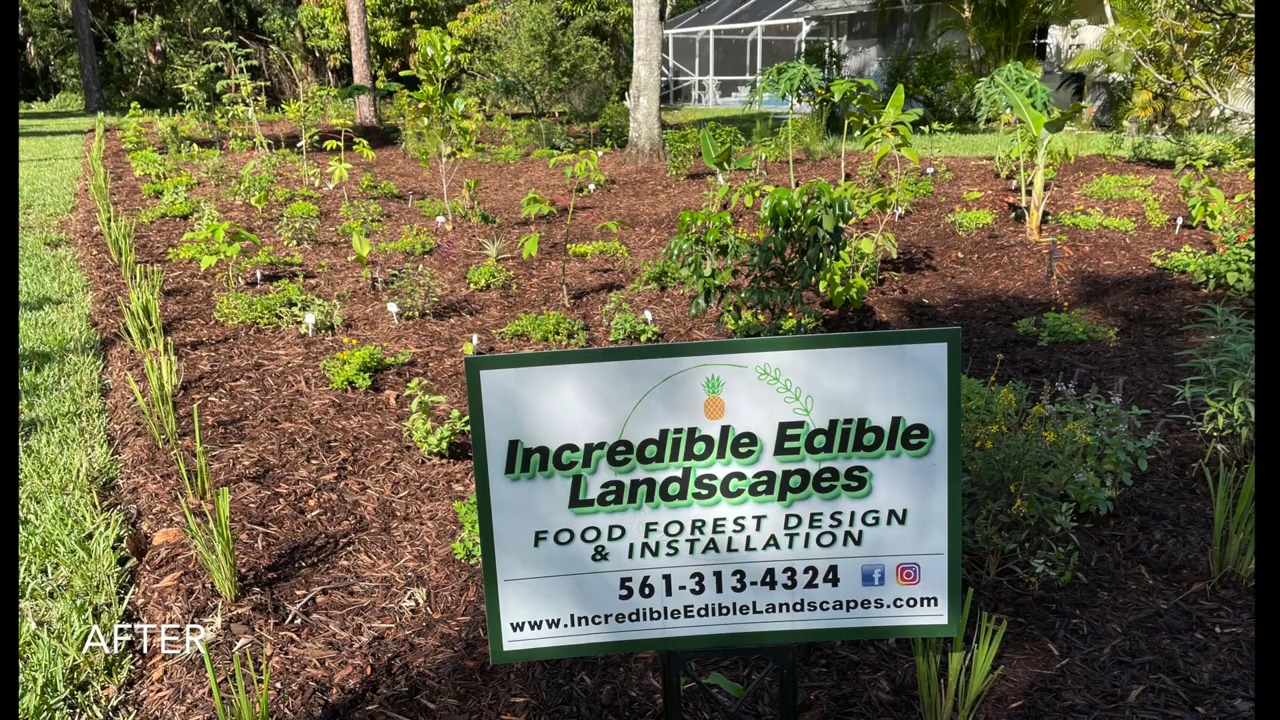 Incredible Edible
Landscapes
FOOD FOREST DESIGN
& INSTALLATION
561-313-4324
www.IncredibleEdibleLandscapes.com
AFTER